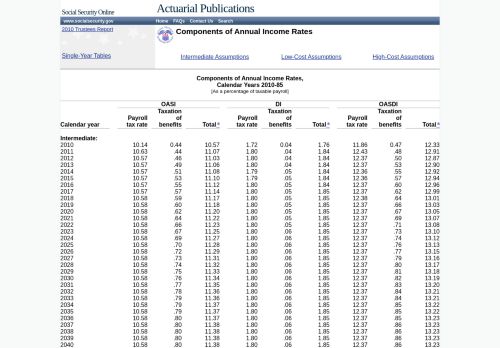 Social Security Online
Actuarial Publications
www.socialsecurity.gov Home FAQs Contact Us Search
2010 Trustees Report
Components of Annual Income Rates
Single-Year Tables
Intermediate Assumptions Low-Cost Assumptions High-Cost Assumptions
Components of Annual Income Rates,
Calendar Years 2010-85
[As a percentage of taxable payroll]
OASI DI OASDI
Calendar year Payroll tax rate Taxation of benefits Total a Payroll tax rate Taxation of benefits Total a Payroll tax rate Taxation of benefits Total a
Intermediate:
2010 10.14 0.44 10.57 1.72 0.04 1.76 11.86 0.47 12.33
2011 10.63 .44 11.07 1.80 .04 1.84 12.43 .48 12.91
2012 10.57 .46 11.03 1.80 .04 1.84 12.37 .50 12.87
2013 10.57 .49 11.06 1.80 .04 1.84 12.37 .53 12.90
2014 10.57 .51 11.08 1.79 .05 1.84 12.36 .55 12.92
2015 10.57 .53 11.10 1.79 .05 1.84 12.36 .57 12.94
2016 10.57 .55 11.12 1.80 .05 1.84 12.37 .60 12.96
2017 10.57 .57 11.14 1.80 .05 1.84 12.37 .62 12.99
2018 10.58 .59 11.17 1.80 .05 1.85 12.38 .64 13.01
2019 10.58 .60 11.18 1.80 .05 1.85 12.37 .66 13.03
2020 10.58 .62 11.20 1.80 .05 1.85 12.37 .67 13.05
2021 10.58 .64 11.22 1.80 .05 1.85 12.37 .69 13.07
2022 10.58 .66 11.23 1.80 .05 1.85 12.37 .71 13.08
2023 10.58 .67 11.25 1.80 .05 1.85 12.37 .73 13.10
2024 10.58 .69 11.27 1.80 .06 1.85 12.37 .74 13.12
2025 10.58 .70 11.28 1.80 .06 1.85 12.37 .76 13.13
2026 10.58 .72 11.29 1.80 .06 1.85 12.37 .77 13.15
2027 10.58 .73 11.31 1.80 .06 1.85 12.37 .79 13.16
2028 10.58 .74 11.32 1.80 .06 1.85 12.37 .80 13.17
2029 10.58 .75 11.33 1.80 .06 1.85 12.37 .81 13.18
2030 10.58 .76 11.34 1.80 .06 1.85 12.37 .82 13.19
2031 10.58 .77 11.35 1.80 .06 1.85 12.37 .83 13.20
2032 10.58 .78 11.36 1.80 .06 1.85 12.37 .84 13.21
2033 10.58 .79 11.36 1.80 .06 1.85 12.37 .84 13.21
2034 10.58 .79 11.37 1.80 .06 1.85 12.37 .85 13.22
2035 10.58 .79 11.37 1.80 .06 1.85 12.37 .85 13.22
2036 10.58 .80 11.37 1.80 .06 1.85 12.37 .85 13.22
2037 10.58 .80 11.38 1.80 .06 1.85 12.37 .86 13.23
2038 10.58 .80 11.38 1.80 .06 1.85 12.37 .86 13.23
2039 10.58 .80 11.38 1.80 .06 1.85 12.37 .86 13.23
2040 10.58 .80 11.38 1.80 .06 1.85 12.37 .86 13.23